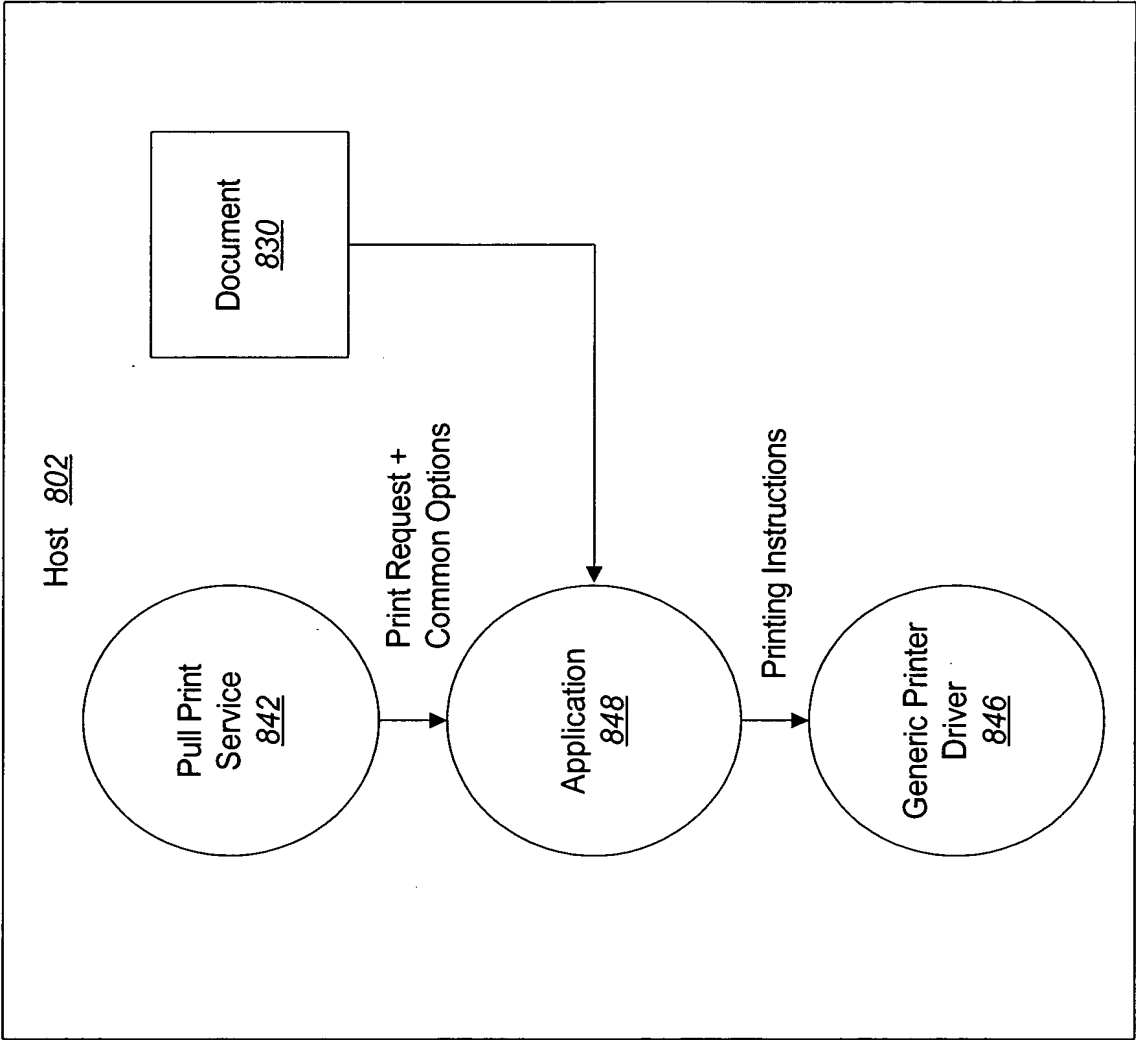 Host 802
Pull Print
Service
842
Print Request +
Common Options
Document
830
Application
848
Printing Instructions
Generic Printer
Driver
846